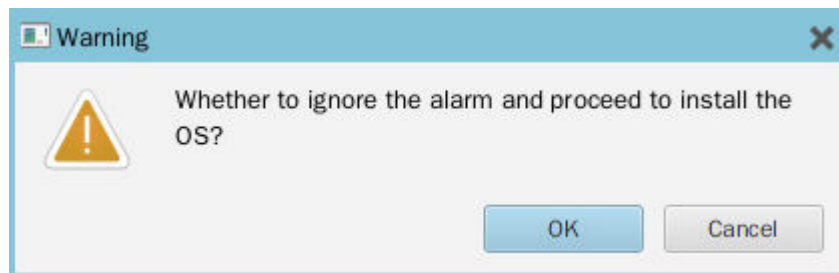 Warning
Whether to ignore the alarm and proceed to install the
OS?
OK
Cancel